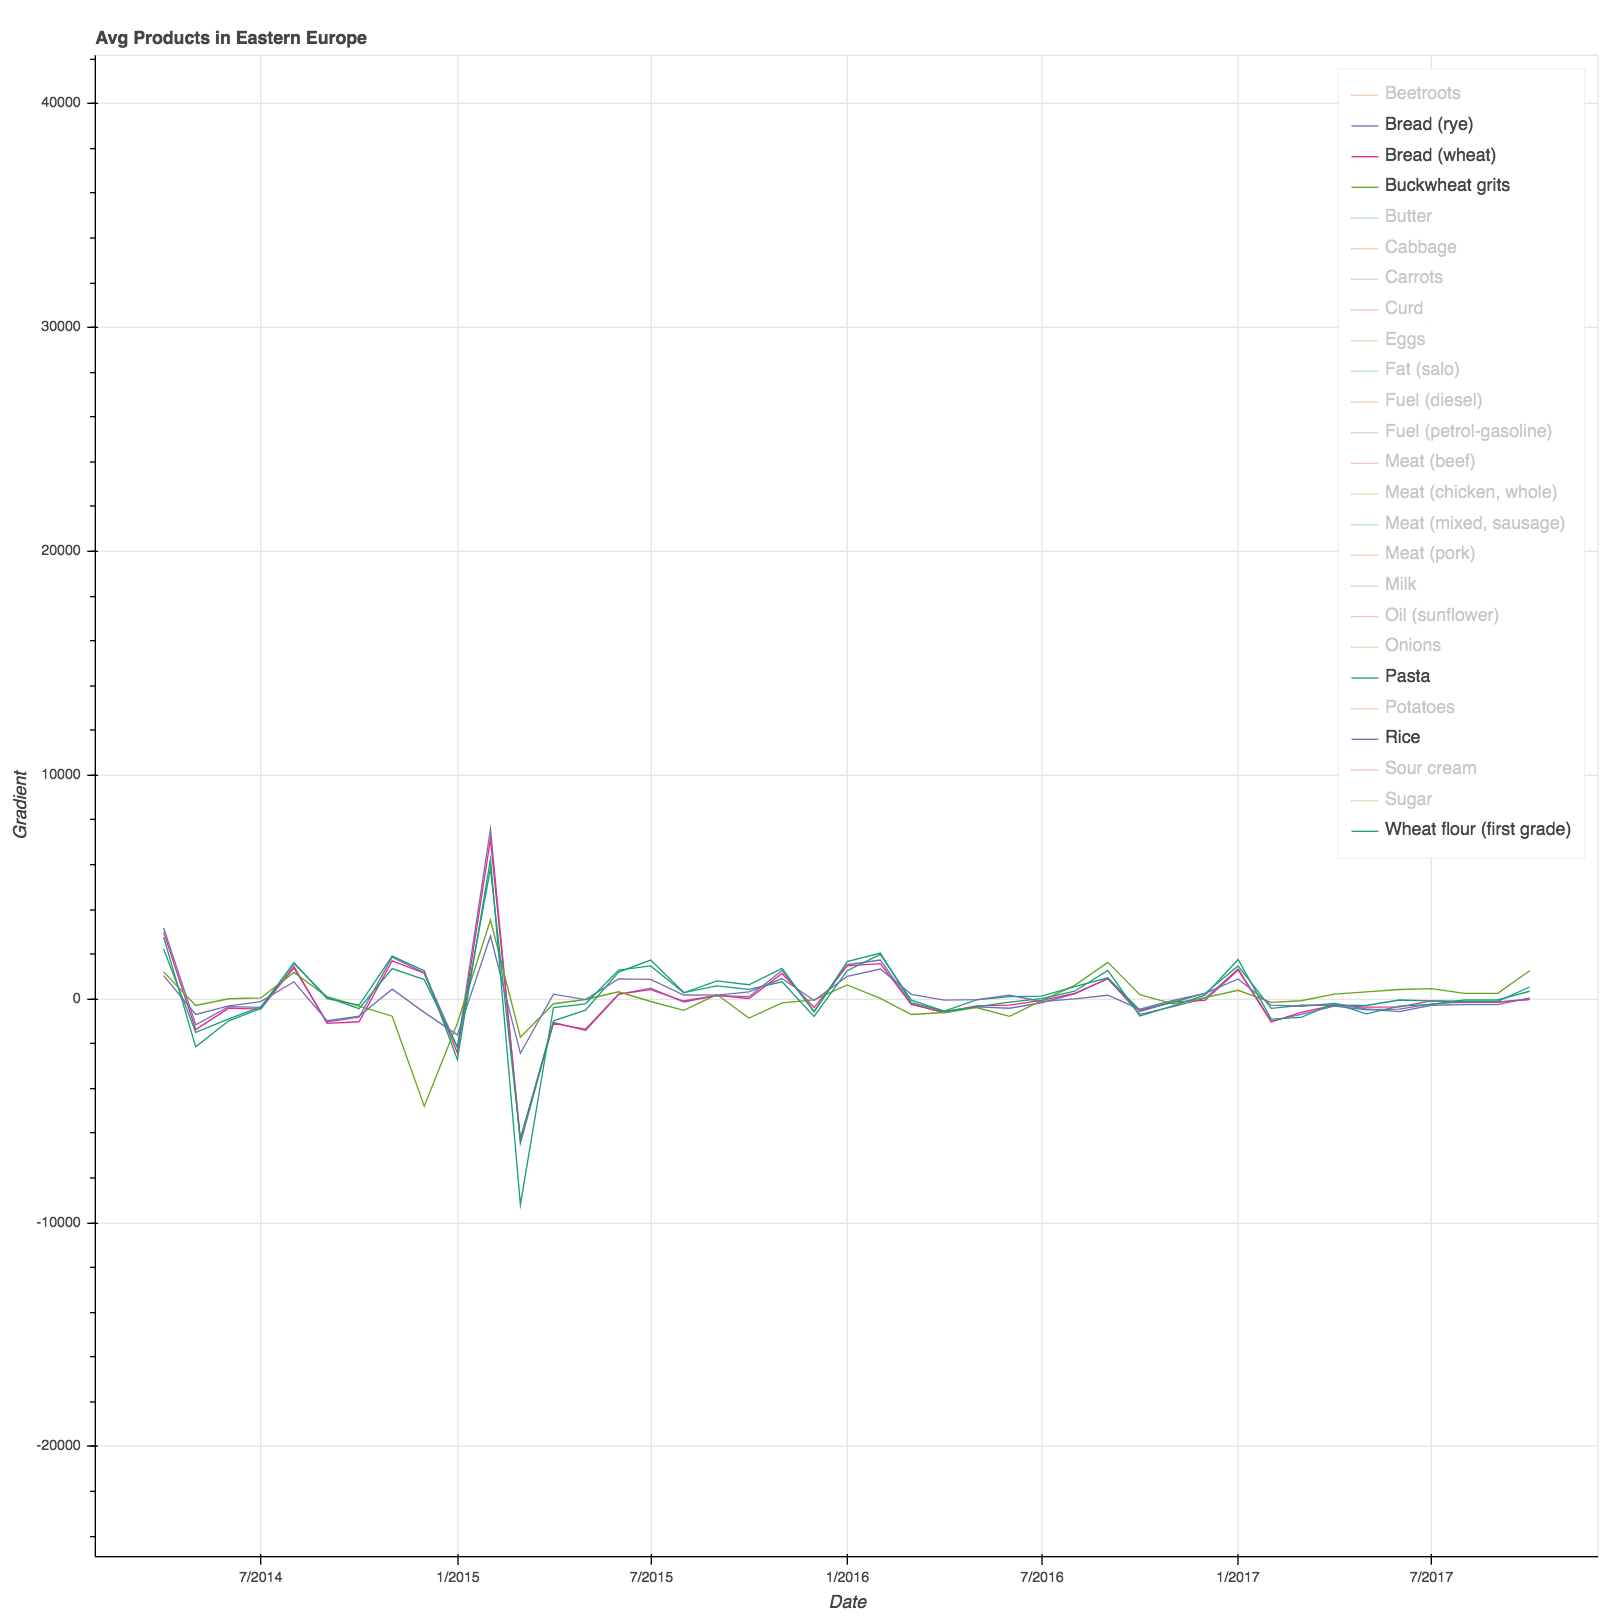 Avg Products in Eastern Europe
40000
30000
20000
10000
0
-10000
-20000
Gradient
Beetroots
Bread (rye)
Bread (wheat)
Buckwheat grits
Butter
Cabbage
Carrots
Curd
Eggs
Fat (salo)
Fuel (diesel)
Fuel (petrol-gasoline)
Meat (beef)
Meat (chicken, whole)
Meat (mixed, sausage)
Meat (pork)
Milk
Oil (sunflower)
Onions
Pasta
Potatoes
Rice
Sour cream
Sugar
Wheat flour (first grade)
7/2014 1/2015 7/2015 1/2016 7/2016 1/2017 7/2017
Date